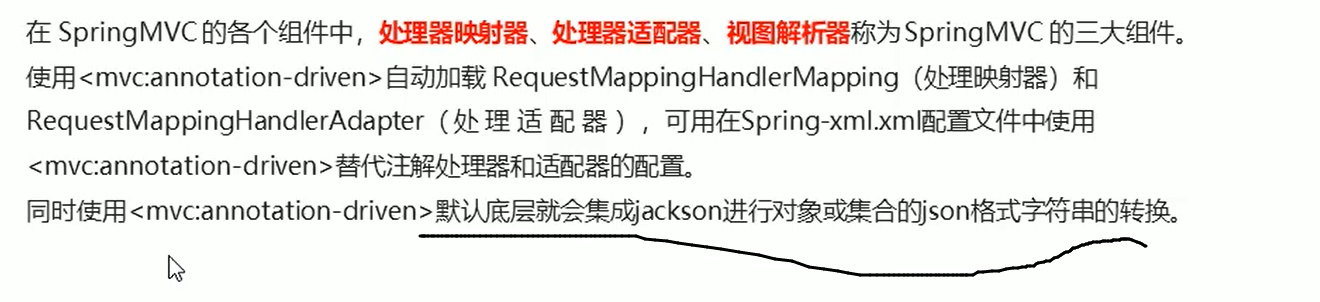 在 SpringMVC 的各个组件中，处理器映射器、处理器适配器、视图解析器称为 SpringMVC 的三大组件。
使用<mvc:annotation-driven>自动加载 RequestMappingHandlerMapping（处理映射器）和
RequestMappingHandlerAdapter（ 处 理 适 配 器 ），可用在Spring-xml.xml配置文件中使用
<mvc:annotation-driven>替代注解处理器和适配器的配置。
同时使用<mvc:annotation-driven>默认底层就会集成jackson进行对象或集合的json格式字符串的转换。